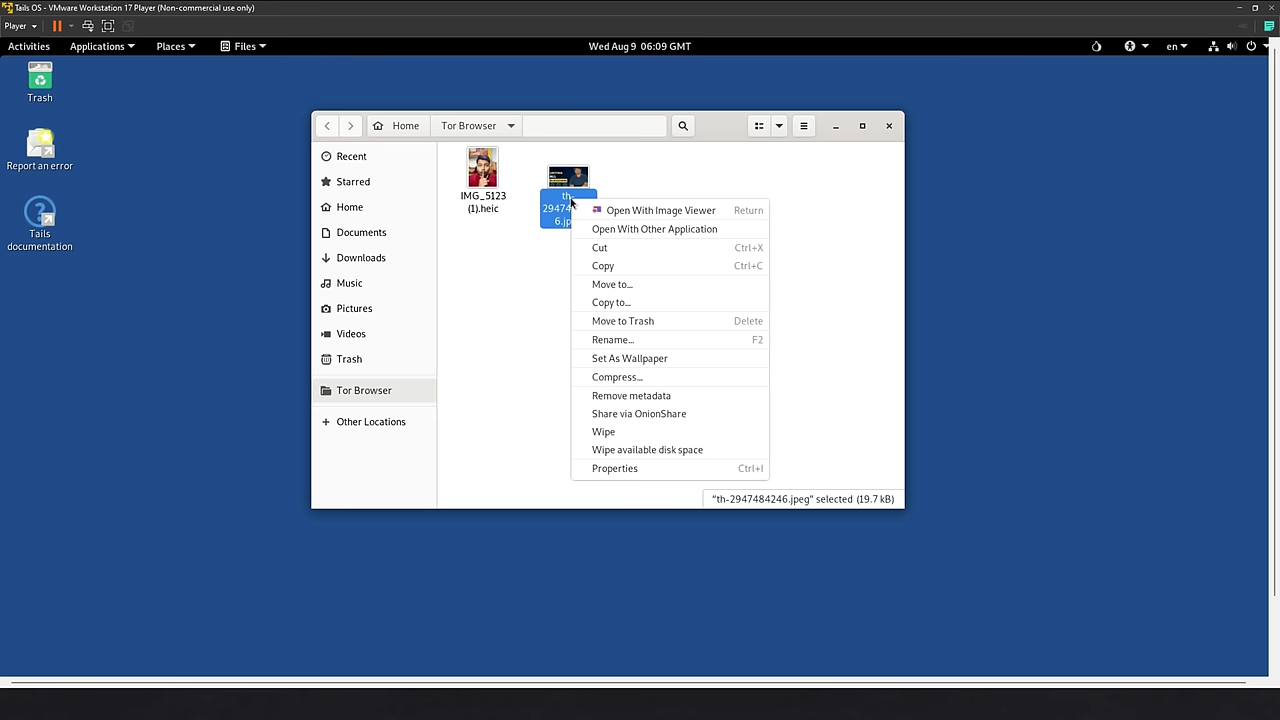 Tails OS - VMware Workstation 17 Player (Non-commercial use only)
Player
Activities Applications Places Files Wed Aug 9 06:09 GMT en
Trash
Report an error
Tails
documentation
Home Tor Browser
Recent
Starred
Home
Documents
Downloads
Music
Pictures
Videos
Trash
Tor Browser
+ Other Locations
IMG_5123
(1).heic
th-
29474
6.jp
Open With Image Viewer Return
Open With Other Application
Cut Ctrl+X
Copy Ctrl+C
Move to...
Copy to...
Move to Trash Delete
Rename... F2
Set As Wallpaper
Compress...
Remove metadata
Share via OnionShare
Wipe
Wipe available disk space
Properties Ctrl+I
"th-2947484246.jpeg" selected (19.7 kB)